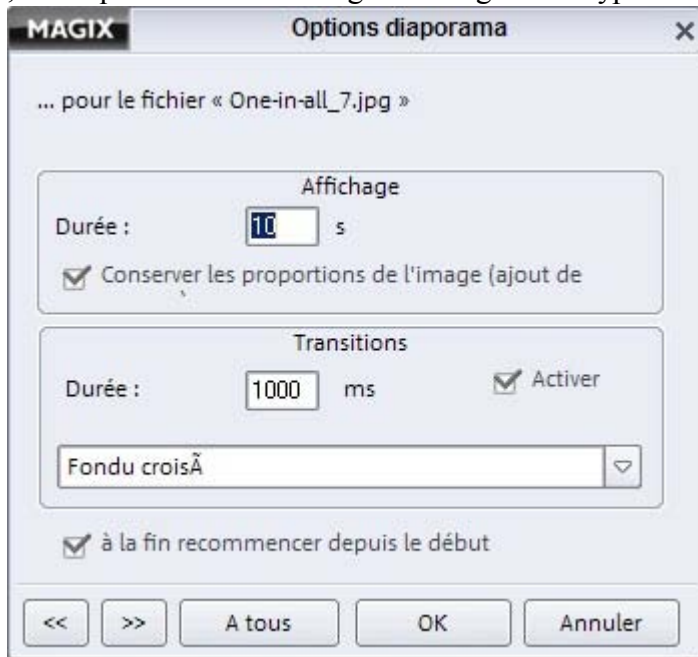 MAGIX Options diaporama
... pour le fichier « One-in-all_7.jpg »
Affichage
Durée : 10 s
Conserver les proportions de l'image (ajout de
Transitions
Durée : 1000 ms Activer
Fondu croisÃ
à la fin recommencer depuis le début
<< >> A tous OK Annuler